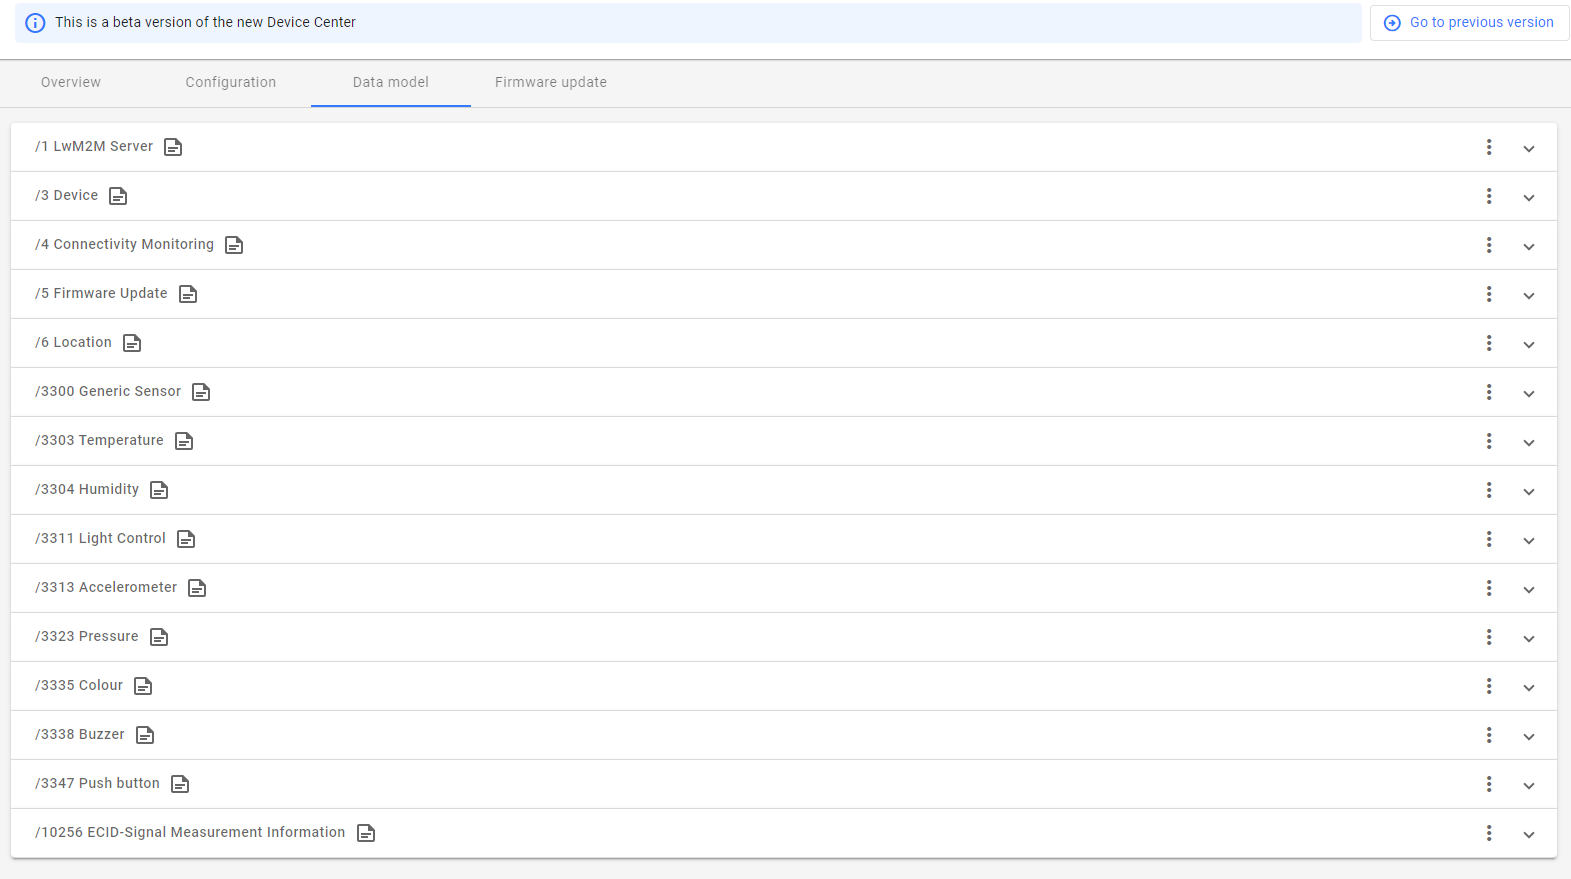 This is a beta version of the new Device Center
Go to previous version
Overview
Configuration
Data model
Firmware update
/1 LwM2M Server
/3 Device
/4 Connectivity Monitoring
/5 Firmware Update
/6 Location
/3300 Generic Sensor
/3303 Temperature
/3304 Humidity
/3311 Light Control
/3313 Accelerometer
/3323 Pressure
/3335 Colour
/3338 Buzzer
/3347 Push button
/10256 ECID-Signal Measurement Information